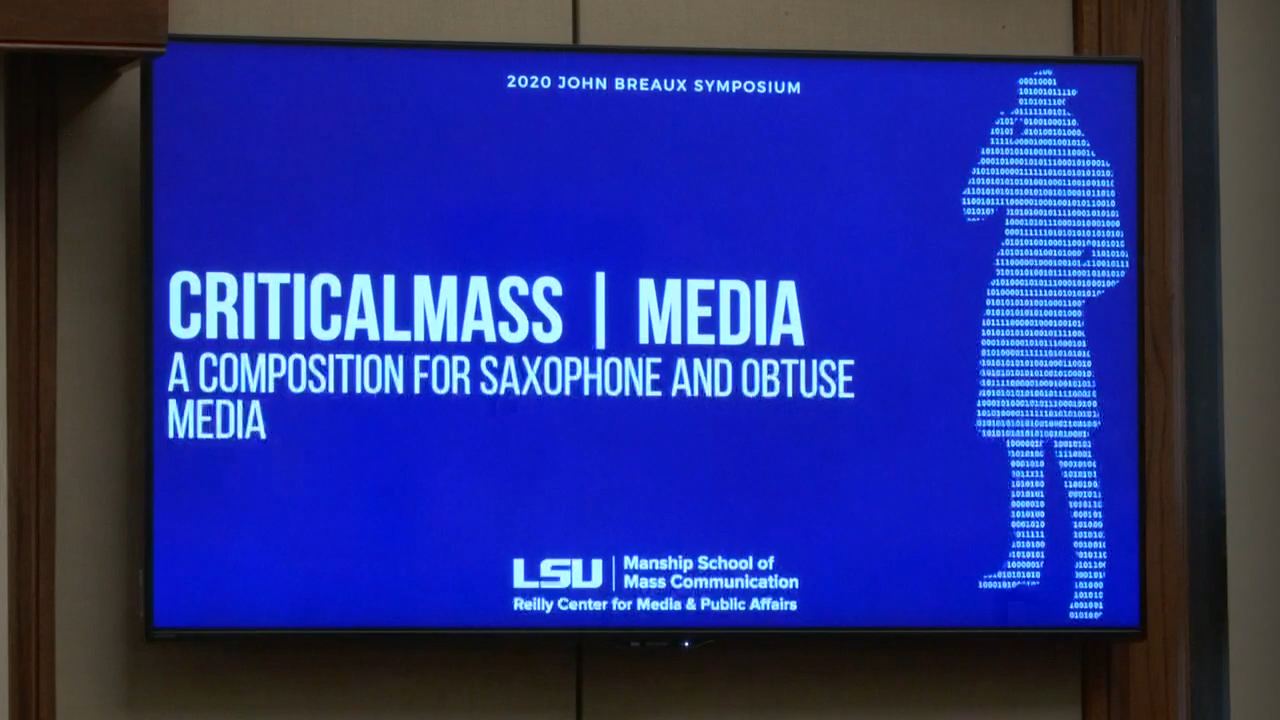 2020 JOHN BREAUX SYMPOSIUM
CRITICALMASS | MEDIA
A COMPOSITION FOR SAXOPHONE AND OBTUSE
MEDIA
LSU | Manship School of
Mass Communication
Reilly Center for Media & Public Affairs